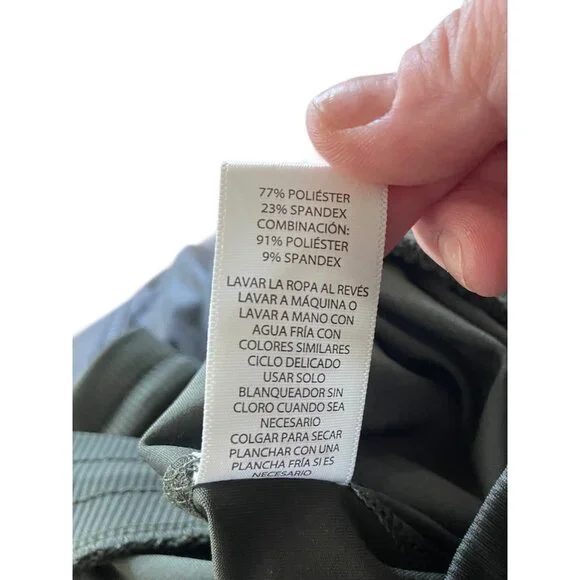 77% POLIÉSTER
23% SPANDEX
COMBINACIÓN:
91% POLIÉSTER
9% SPANDEX
LAVAR LA ROPA AL REVÉS
LAVAR A MÁQUINA O
LAVAR A MANO CON
AGUA FRÍA CON
COLORES SIMILARES
CICLO DELICADO
USAR SOLO
BLANQUEADOR SIN
CLORO CUANDO SEA
NECESARIO
COLGAR PARA SECAR
PLANCHAR CON UNA
PLANCHA FRÍA SI ES
NECESARIO